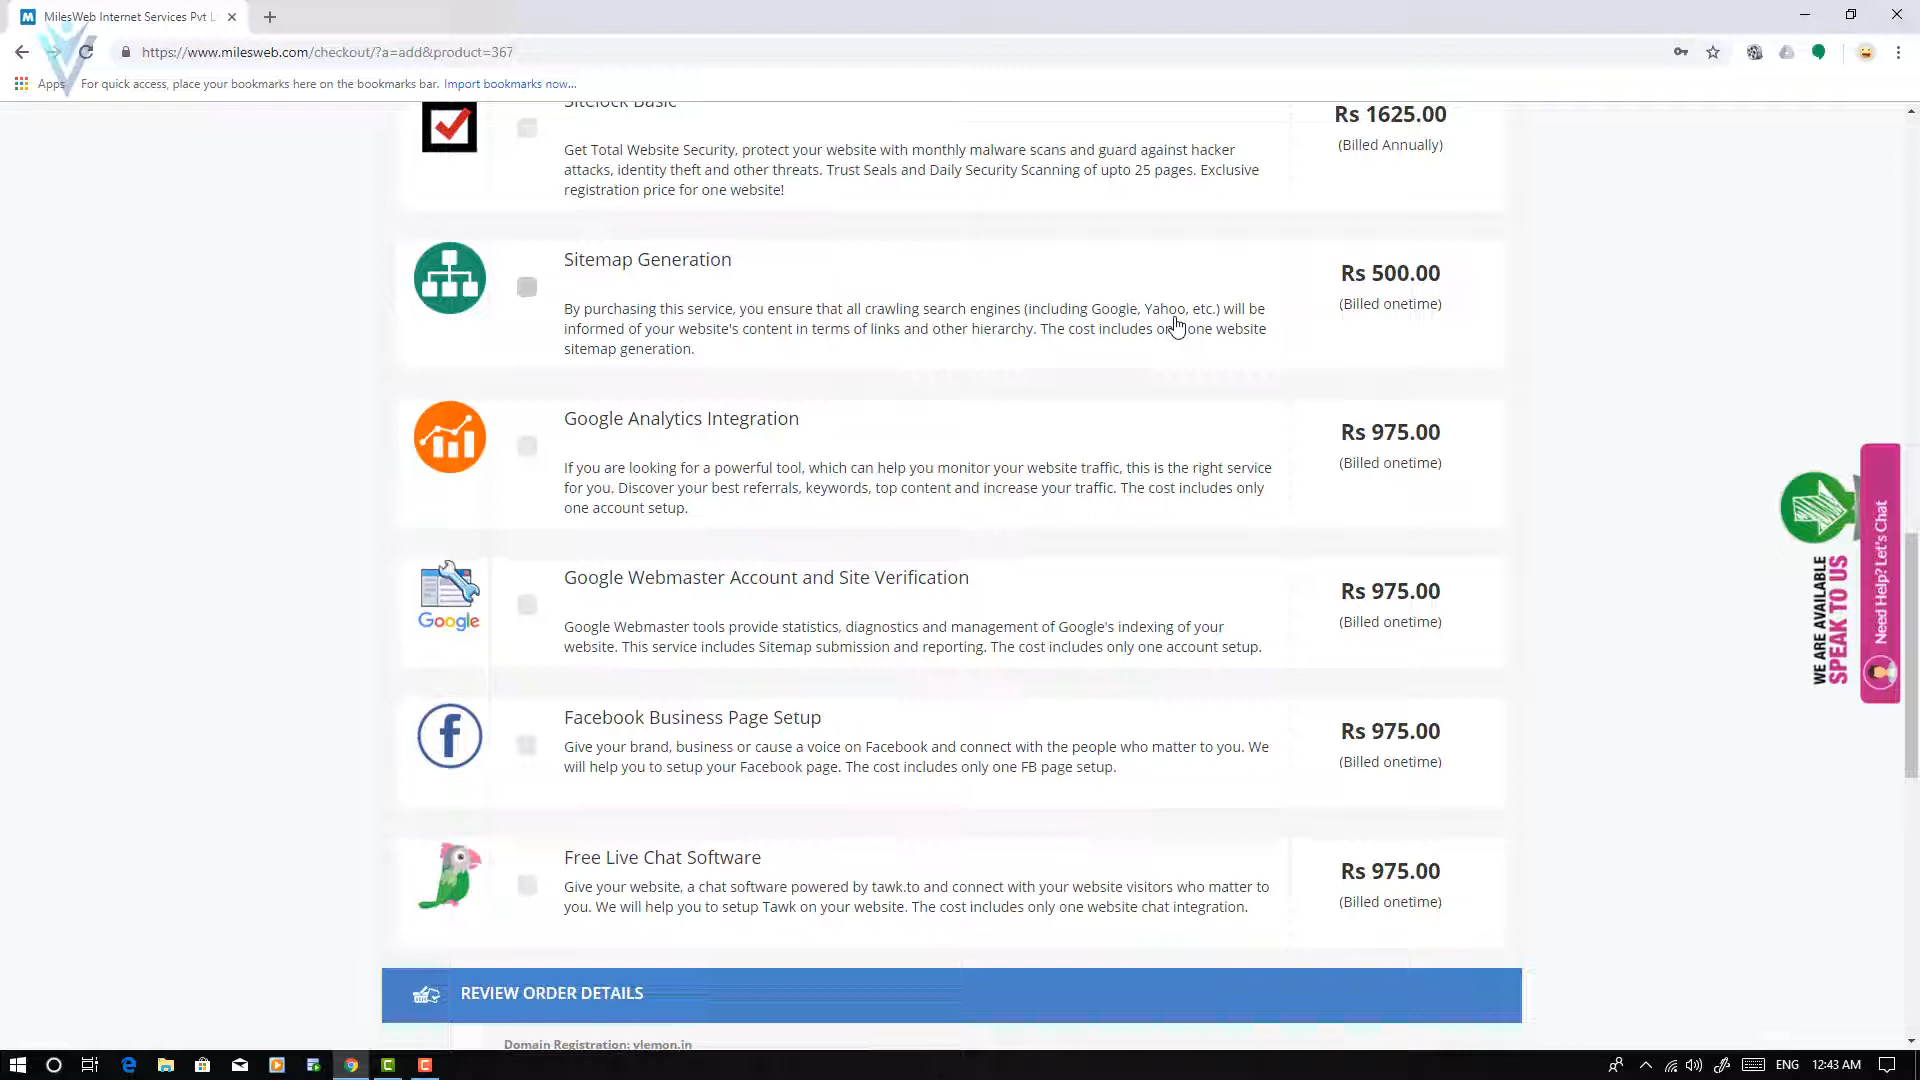 MilesWeb Internet Services Pvt L
https://www.milesweb.com/checkout/?a=add&product=367
Apps
For quick access, place your bookmarks here on the bookmarks bar. Import bookmarks now...
Sitelock Basic
Rs 1625.00
(Billed Annually)
Get Total Website Security, protect your website with monthly malware scans and guard against hacker
attacks, identity theft and other threats. Trust Seals and Daily Security Scanning of upto 25 pages. Exclusive
registration price for one website!
Sitemap Generation
Rs 500.00
(Billed onetime)
By purchasing this service, you ensure that all crawling search engines (including Google, Yahoo, etc.) will be
informed of your website's content in terms of links and other hierarchy. The cost includes one website
sitemap generation.
Google Analytics Integration
Rs 975.00
(Billed onetime)
If you are looking for a powerful tool, which can help you monitor your website traffic, this is the right service
for you. Discover your best referrals, keywords, top content and increase your traffic. The cost includes only
one account setup.
Google
Google Webmaster Account and Site Verification
Rs 975.00
(Billed onetime)
Google Webmaster tools provide statistics, diagnostics and management of Google's indexing of your
website. This service includes Sitemap submission and reporting. The cost includes only one account setup.
Facebook Business Page Setup
Rs 975.00
(Billed onetime)
Give your brand, business or cause a voice on Facebook and connect with the people who matter to you. We
will help you to setup your Facebook page. The cost includes only one FB page setup.
Free Live Chat Software
Rs 975.00
(Billed onetime)
Give your website, a chat software powered by tawk.to and connect with your website visitors who matter to
you. We will help you to setup Tawk on your website. The cost includes only one website chat integration.
REVIEW ORDER DETAILS
Domain Registration: vlemon.in
WE ARE AVAILABLE
SPEAK TO US
Need Help? Let's Chat
ENG
12:43 AM